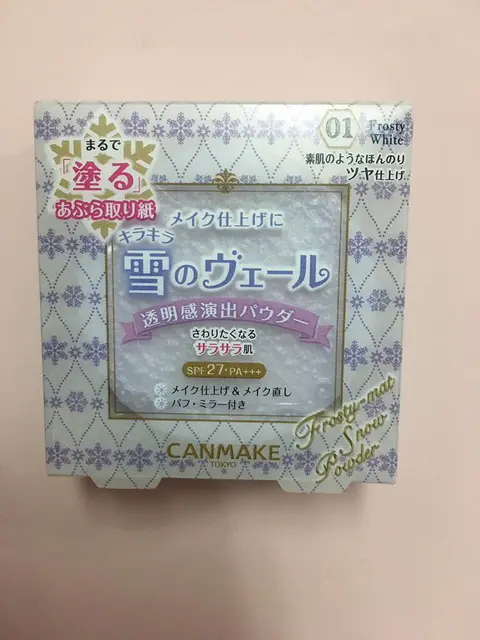 まるで
『塗る』
あぶら取り紙
01 Frosty White
素肌のようなほんのり
ツヤ仕上げ
メイク仕上げに
キラキラ
雪のヴェール
透明感演出パウダー
さわりたくなる
サラサラ肌
SPF27・PA+++
メイク仕上げ&メイク直し
パフ・ミラー付き
Frosty-mat
Snow
Powder
CANMAKE
TOKYO